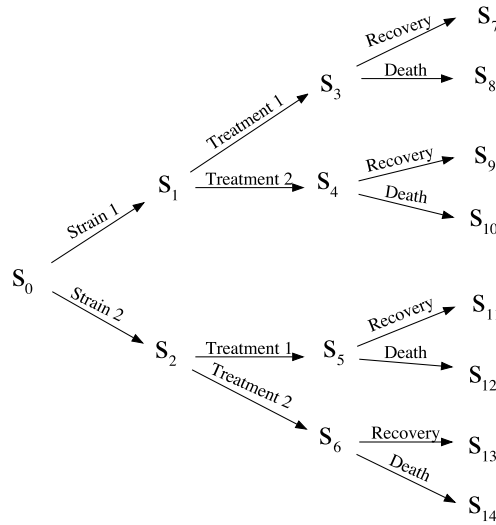 S7
Recovery
S3
Death
S8
Treatment 1
S1
Treatment 2
S4
Recovery
S9
Death
S10
Strain 1
S0
Strain 2
S2
Treatment 1
S5
Recovery
S11
Death
S12
Treatment 2
S6
Recovery
S13
Death
S14